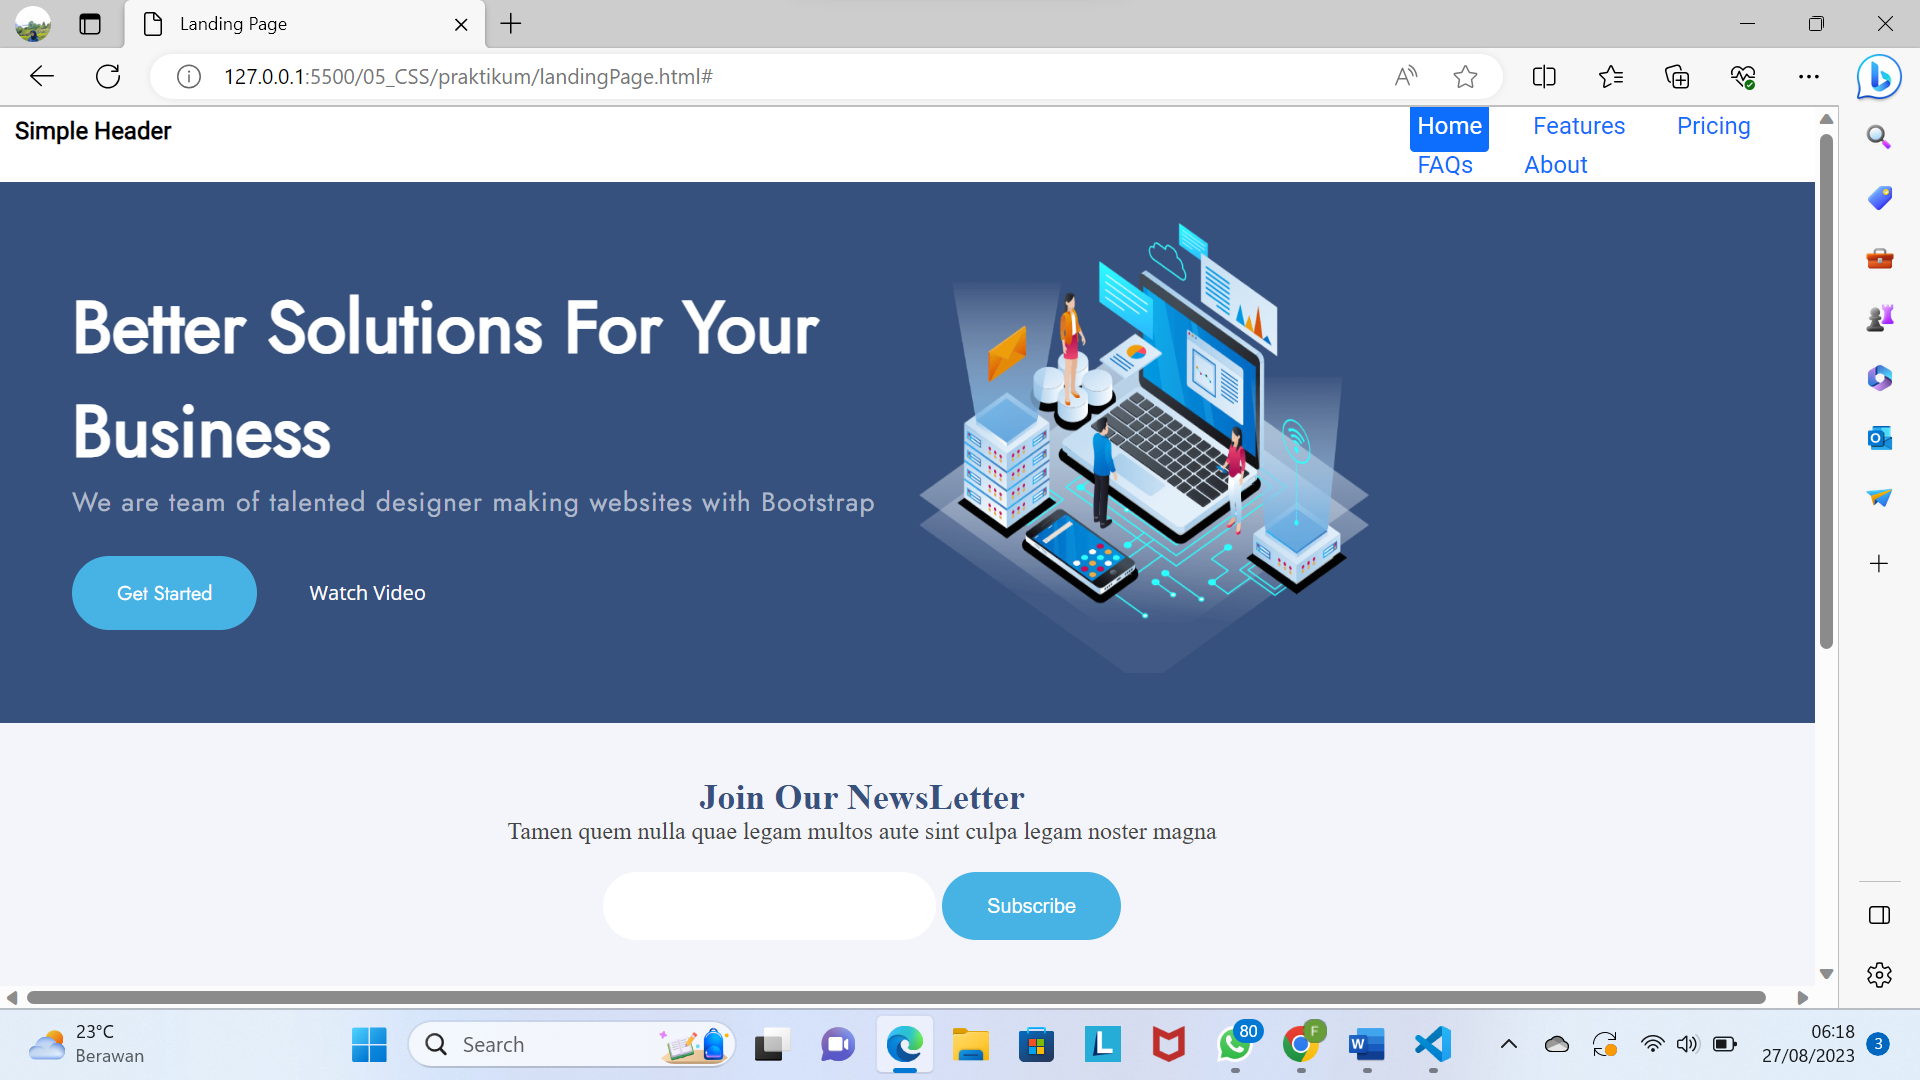 Landing Page
127.0.0.1:5500/05_CSS/praktikum/landingPage.html#
Simple Header
Home Features Pricing
FAQs About
Better Solutions For Your
Business
We are team of talented designer making websites with Bootstrap
Get Started Watch Video
Join Our NewsLetter
Tamen quem nulla quae legam multos aute sint culpa legam noster magna
Subscribe
23°C
Berawan
Search
80
F
06:18
27/08/2023
3